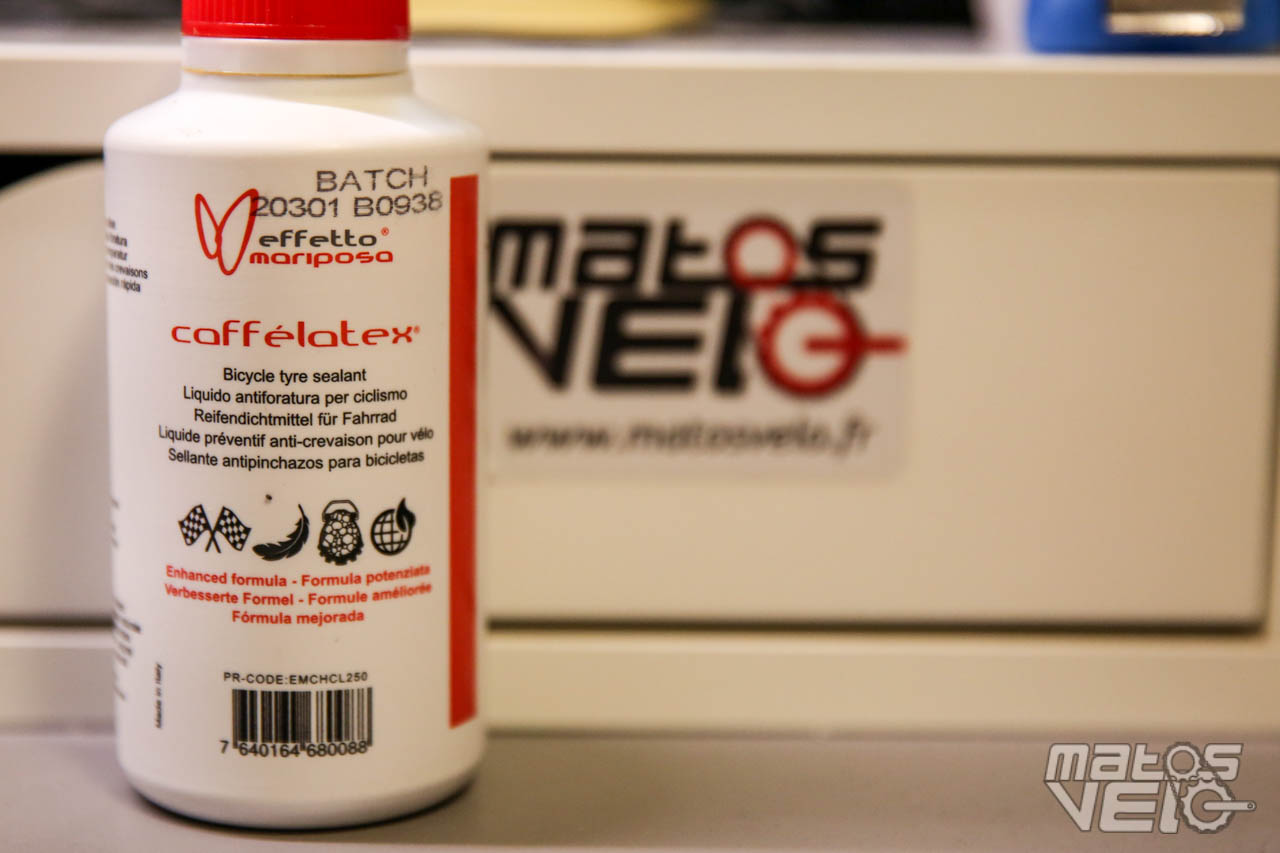 BATCH
20301 B0938
effetto®
mariposa
caffélatex®
Bicycle tyre sealant
Liquido antiforatura per ciclismo
Reifendichtmittel für Fahrrad
Liquide préventif anti-crevaison pour vélo
Sellante antipinchazos para bicicletas
Enhanced formula - Formula potenziata
Verbesserte Formel - Formule améliorée
Fórmula mejorada
Made in Italy
PR-CODE:EMCHCL250
7 640164 680088
crevaisons
rápida
matos
velo
www.matosvelo.fr
matos
velo